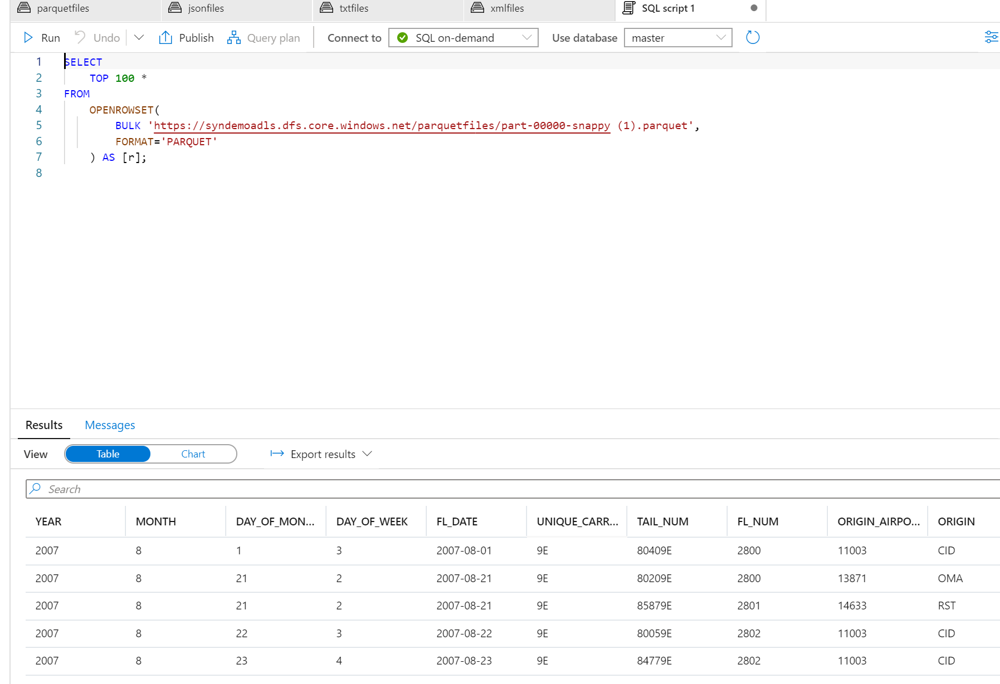 parquetfiles jsonfiles txtfiles xmlfiles SQL script 1
Run Undo Publish Query plan Connect to SQL on-demand Use database master
1 SELECT
2 TOP 100 *
3 FROM
4 OPENROWSET(
5 BULK 'https://syndemoadls.dfs.core.windows.net/parquetfiles/part-00000-snappy (1).parquet',
6 FORMAT='PARQUET'
7 ) AS [r];
8
Results Messages
View Table Chart Export results
Search
YEAR MONTH DAY_OF_MON... DAY_OF_WEEK FL_DATE UNIQUE_CARR... TAIL_NUM FL_NUM ORIGIN_AIRPO... ORIGIN
2007 8 1 3 2007-08-01 9E 80409E 2800 11003 CID
2007 8 21 2 2007-08-21 9E 80209E 2800 13871 OMA
2007 8 21 2 2007-08-21 9E 85879E 2801 14633 RST
2007 8 22 3 2007-08-22 9E 80059E 2802 11003 CID
2007 8 23 4 2007-08-23 9E 84779E 2802 11003 CID